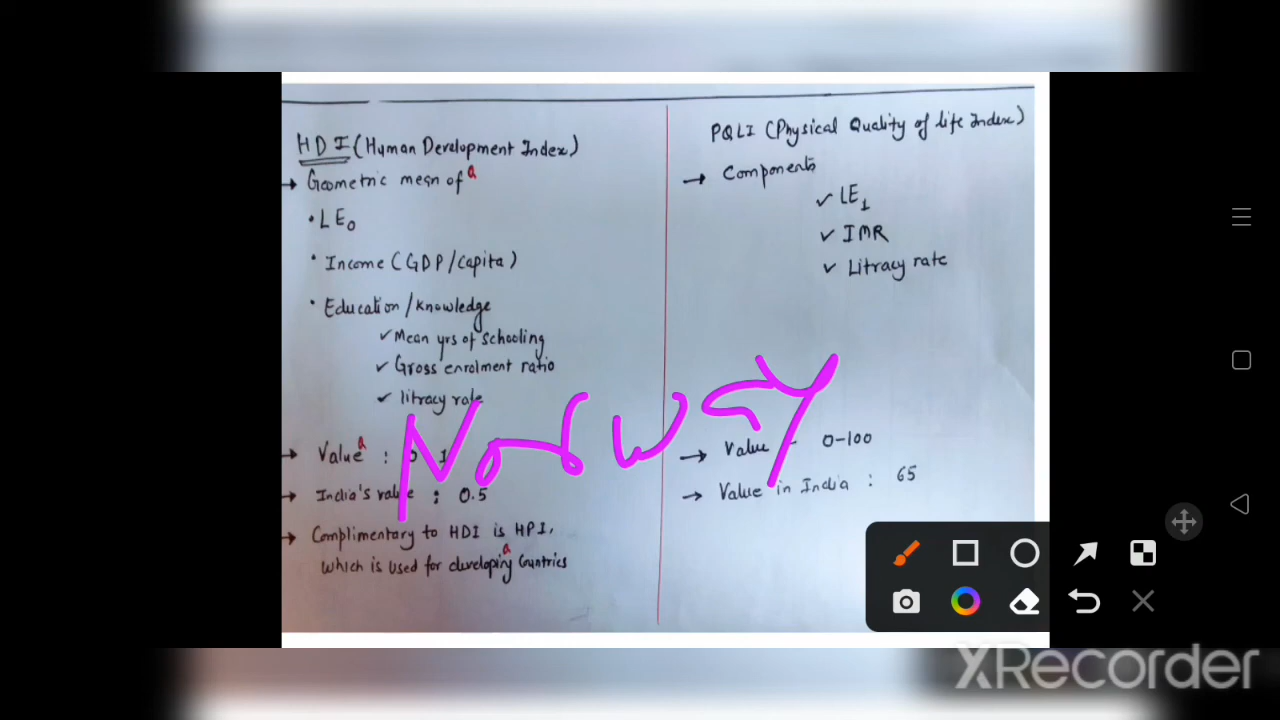 HDI (Human Development Index)
→ Geometric mean of a
• LE0
• Income (GDP/capita)
• Education/knowledge
✓ Mean yrs of schooling
✓ Gross enrolment ratio
✓ litracy rate
→ Value a : 0 1
→ India's value : 0.5
→ Complimentary to HDI is HPI,
which is used for developing a Countries
PQLI (Physical Quality of life Index)
→ Components
✓ LE1
✓ IMR
✓ Litracy rate
→ Value - 0-100
→ Value in India : 65
Norway
XRecorder